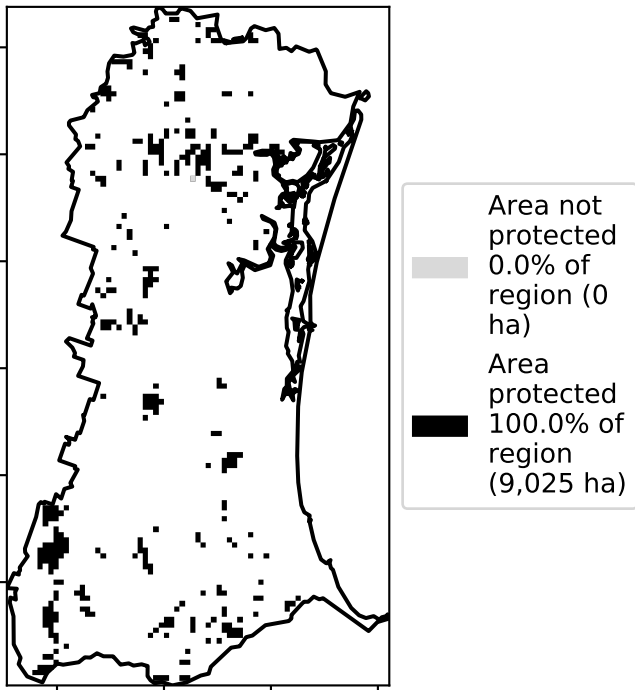 Area not
protected
0.0% of
region (0
ha)
Area
protected
100.0% of
region
(9,025 ha)